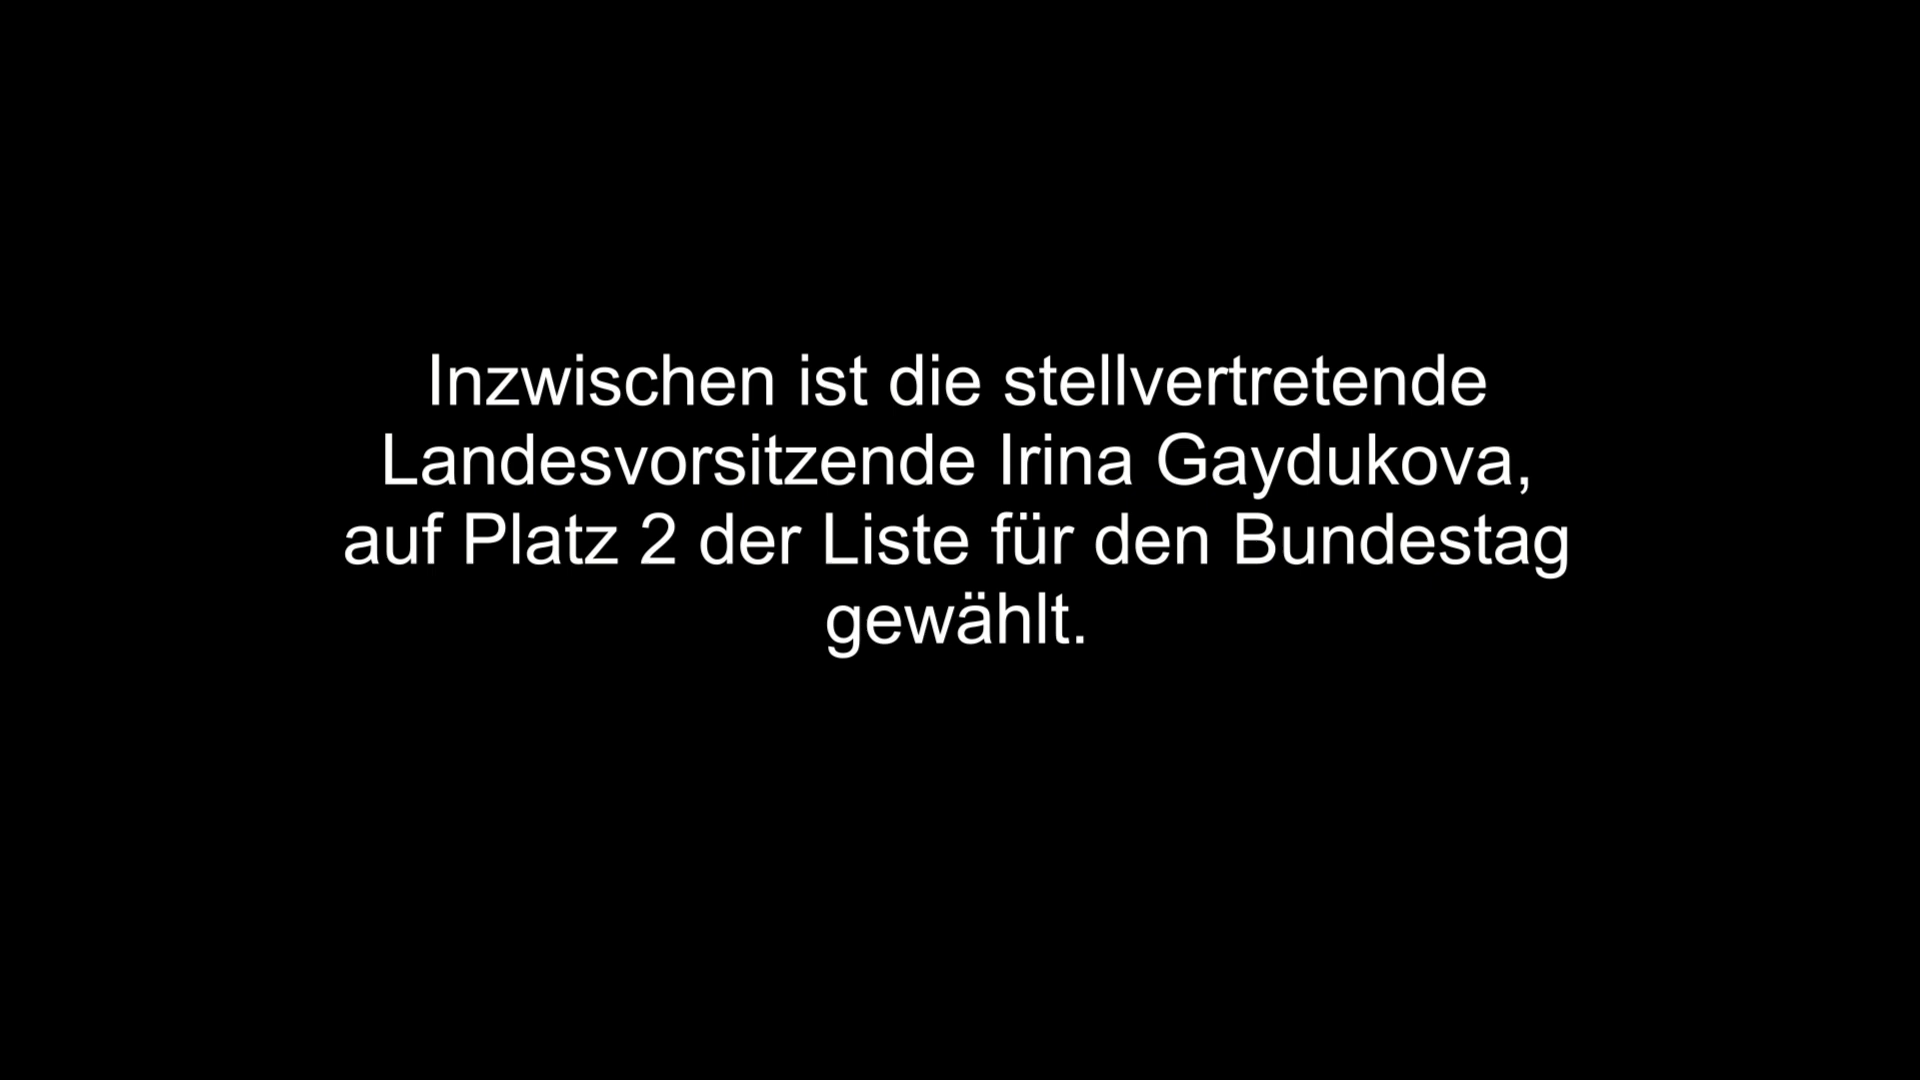 Inzwischen ist die stellvertretende
Landesvorsitzende Irina Gaydukova,
auf Platz 2 der Liste für den Bundestag
gewählt.